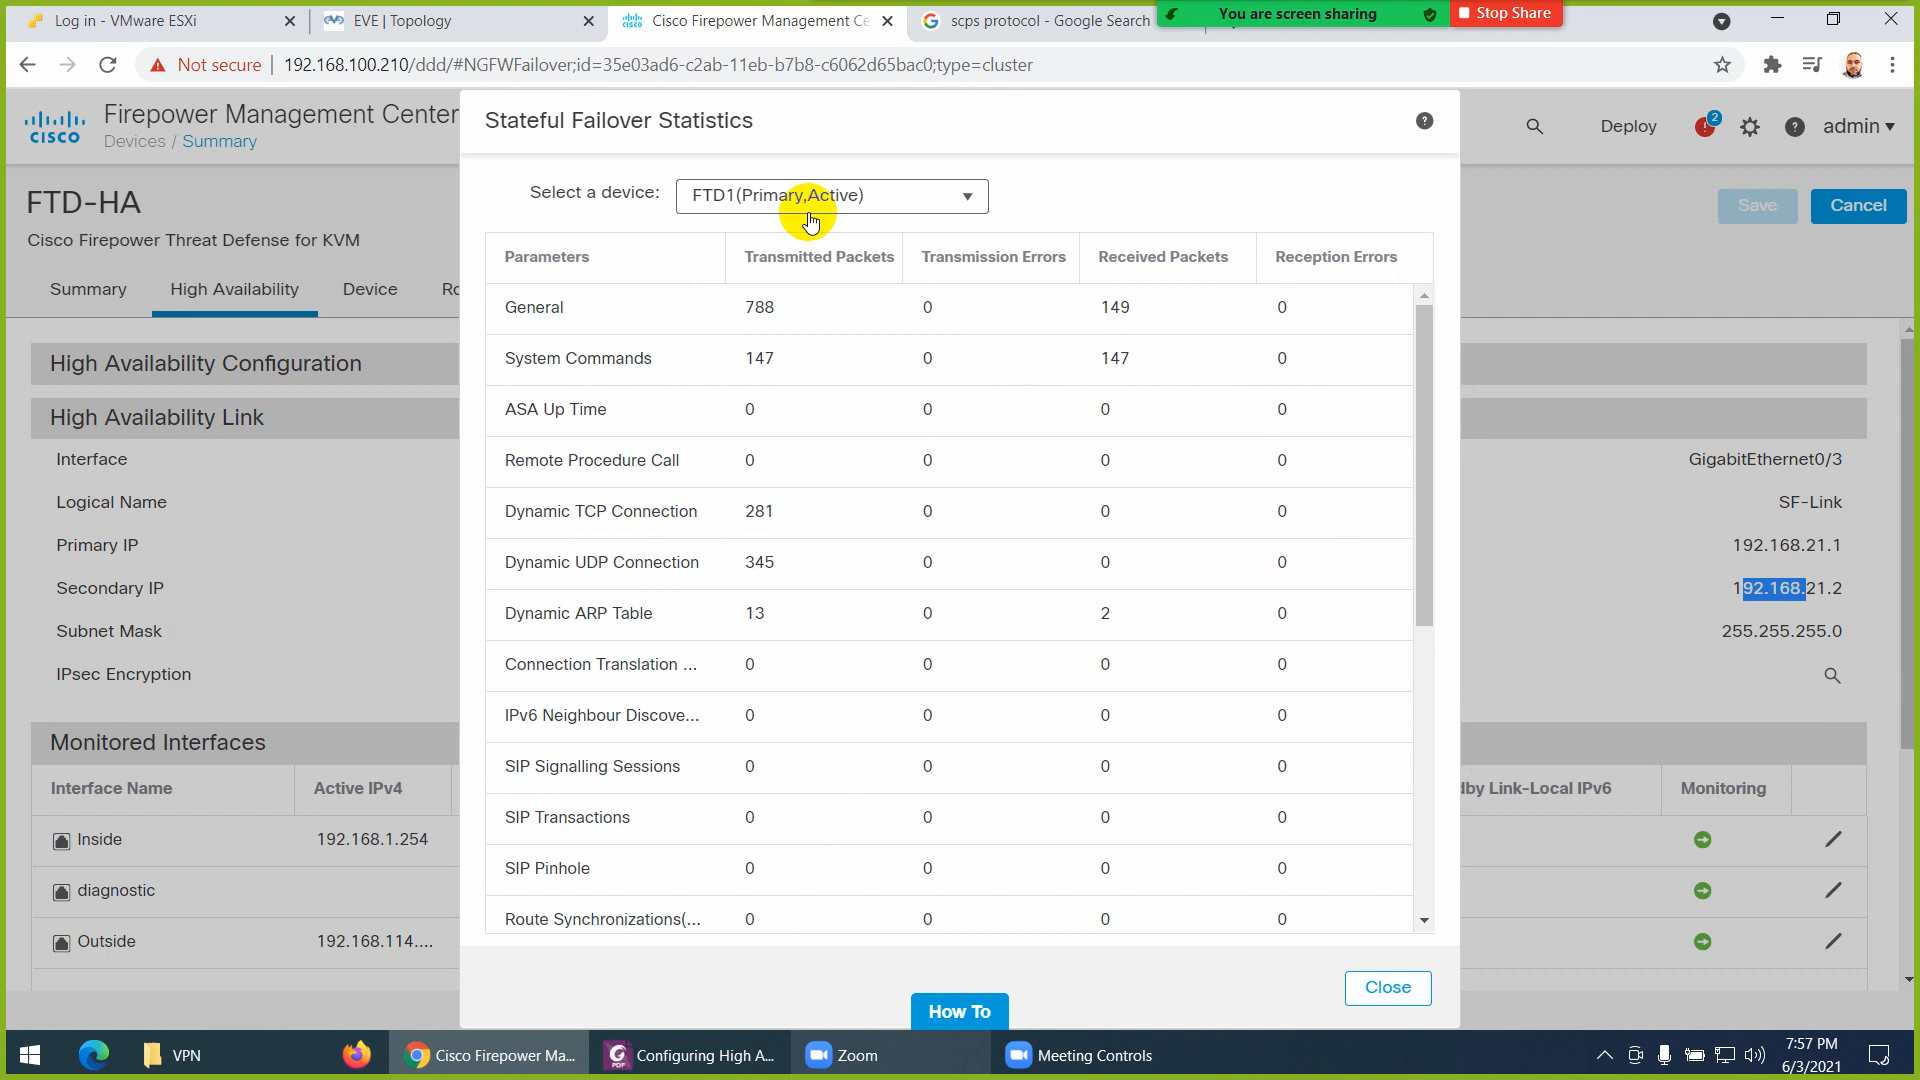 Log in - VMware ESXi
EVE | Topology
Cisco Firepower Management Ce
scps protocol - Google Search
You are screen sharing
Stop Share
Not secure
192.168.100.210/ddd/#NGFWFailover;id=35e03ad6-c2ab-11eb-b7b8-c6062d65bac0;type=cluster
CISCO
Firepower Management Center
Devices / Summary
Deploy
2
admin
FTD-HA
Cisco Firepower Threat Defense for KVM
Save
Cancel
Summary
High Availability
Device
Ro
High Availability Configuration
High Availability Link
Interface
GigabitEthernet0/3
Logical Name
SF-Link
Primary IP
192.168.21.1
Secondary IP
192.168.21.2
Subnet Mask
255.255.255.0
IPsec Encryption
Monitored Interfaces
Interface Name
Active IPv4
dby Link-Local IPv6
Monitoring
Inside
192.168.1.254
diagnostic
Outside
192.168.114....
Stateful Failover Statistics
Select a device:
FTD1(Primary,Active)
Parameters Transmitted Packets Transmission Errors Received Packets Reception Errors
General 788 0 149 0
System Commands 147 0 147 0
ASA Up Time 0 0 0 0
Remote Procedure Call 0 0 0 0
Dynamic TCP Connection 281 0 0 0
Dynamic UDP Connection 345 0 0 0
Dynamic ARP Table 13 0 2 0
Connection Translation ... 0 0 0 0
IPv6 Neighbour Discove... 0 0 0 0
SIP Signalling Sessions 0 0 0 0
SIP Transactions 0 0 0 0
SIP Pinhole 0 0 0 0
Route Synchronizations(... 0 0 0 0
Close
How To
VPN
Cisco Firepower Ma...
Configuring High A...
Zoom
Meeting Controls
7:57 PM
6/3/2021